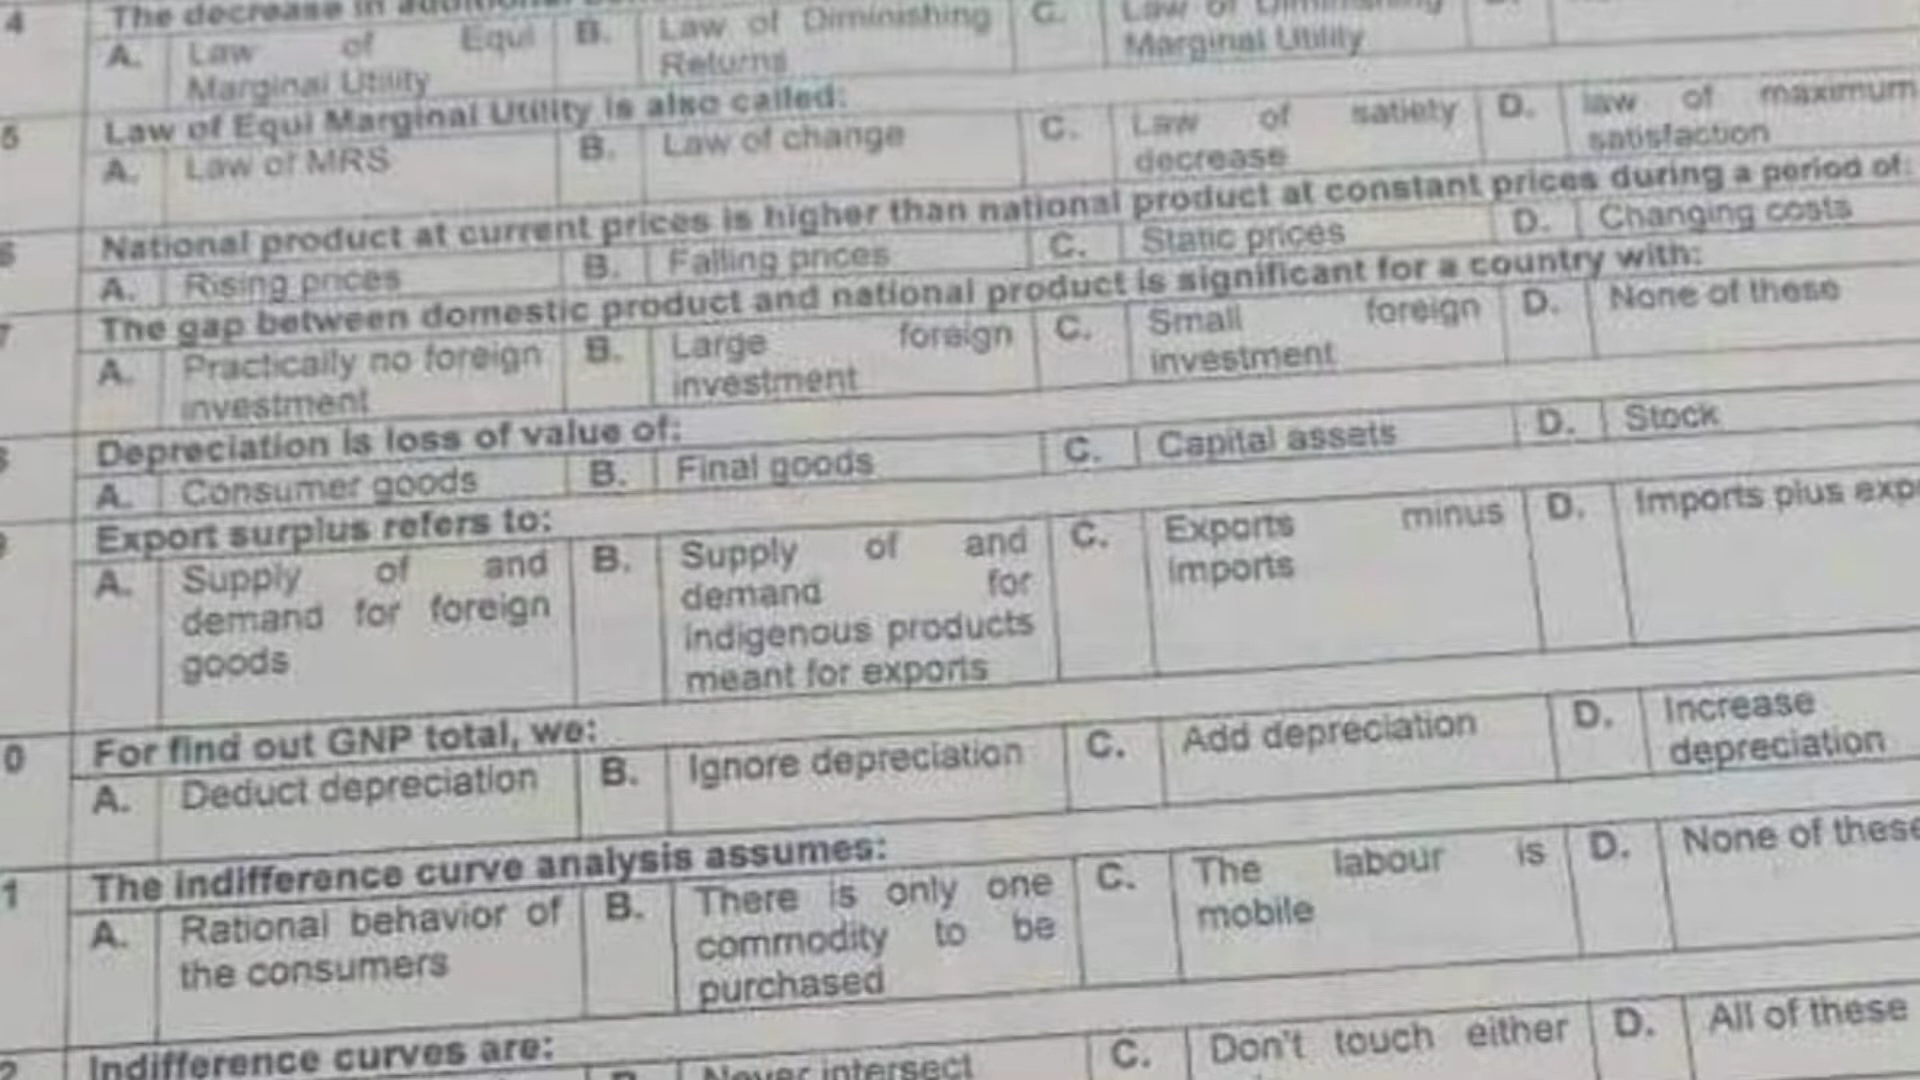 4 The decrease in
A. Law of Equi B. Law of Diminishing C. Law of Diminishing
Marginal Utility Returns Marginal Utility
5 Law of Equi Marginal Utility is also called:
A. Law of MRS B. Law of change C. Law of satiety D. law of maximum
decrease satisfaction
6 National product at current prices is higher than national product at constant prices during a period of:
A. Rising prices B. Falling prices C. Static prices D. Changing costs
7 The gap between domestic product and national product is significant for a country with:
A. Practically no foreign B. Large foreign C. Small foreign D. None of these
investment investment investment
Depreciation is loss of value of:
A. Consumer goods B. Final goods C. Capital assets D. Stock
Export surplus refers to:
A. Supply of and B. Supply of and C. Exports minus D. Imports plus exp
demand for foreign demand for imports
goods indigenous products
meant for exports
0 For find out GNP total, we:
A. Deduct depreciation B. Ignore depreciation C. Add depreciation D. Increase
depreciation
1 The indifference curve analysis assumes:
A. Rational behavior of B. There is only one C. The labour is D. None of these
the consumers commodity to be mobile
purchased
2 Indifference curves are:
B. Never intersect C. Don't touch either D. All of these